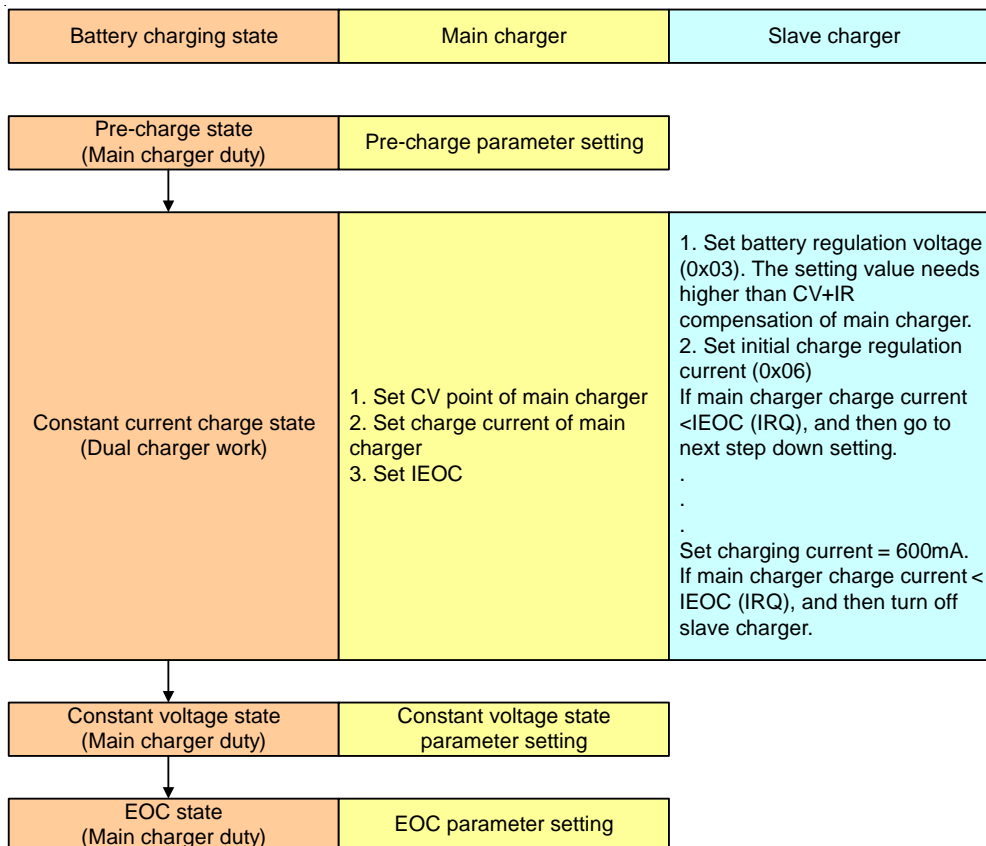 Battery charging state
Main charger
Slave charger
Pre-charge state
(Main charger duty)
Pre-charge parameter setting
Constant current charge state
(Dual charger work)
1. Set CV point of main charger
2. Set charge current of main
charger
3. Set IEOC
1. Set battery regulation voltage
(0x03). The setting value needs
higher than CV+IR
compensation of main charger.
2. Set initial charge regulation
current (0x06)
If main charger charge current
<IEOC (IRQ), and then go to
next step down setting.
.
.
.
Set charging current = 600mA.
If main charger charge current <
IEOC (IRQ), and then turn off
slave charger.
Constant voltage state
(Main charger duty)
Constant voltage state
parameter setting
EOC state
(Main charger duty)
EOC parameter setting